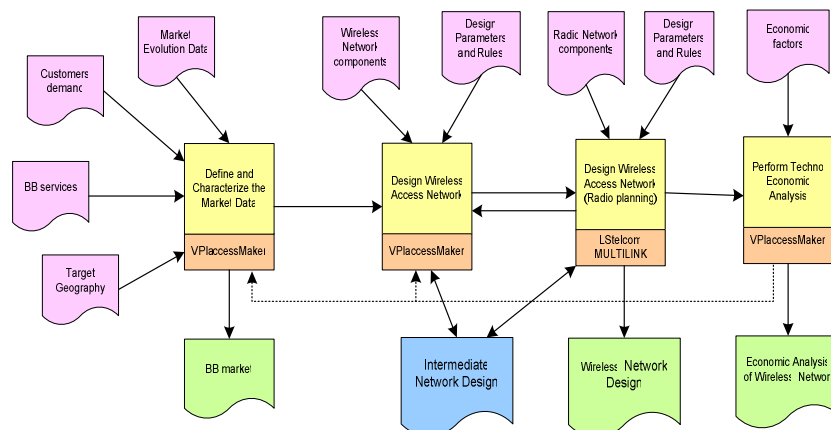 Market
Evolution Data
Wireless
Network
components
Design
Parameters
and Rules
Radio Network
components
Design
Parameters
and Rules
Economic
factors
Customers
demand
BB services
Target
Geography
Define and
Characterize the
Market Data
VPIaccessMaker
Design Wireless
Access Network
VPIaccessMaker
Design Wireless
Access Network
(Radio planning)
LStelcom
MULTILINK
Perform Techno
Economic
Analysis
VPIaccessMaker
BB market
Intermediate
Network Design
Wireless Network
Design
Economic Analysis
of Wireless Network